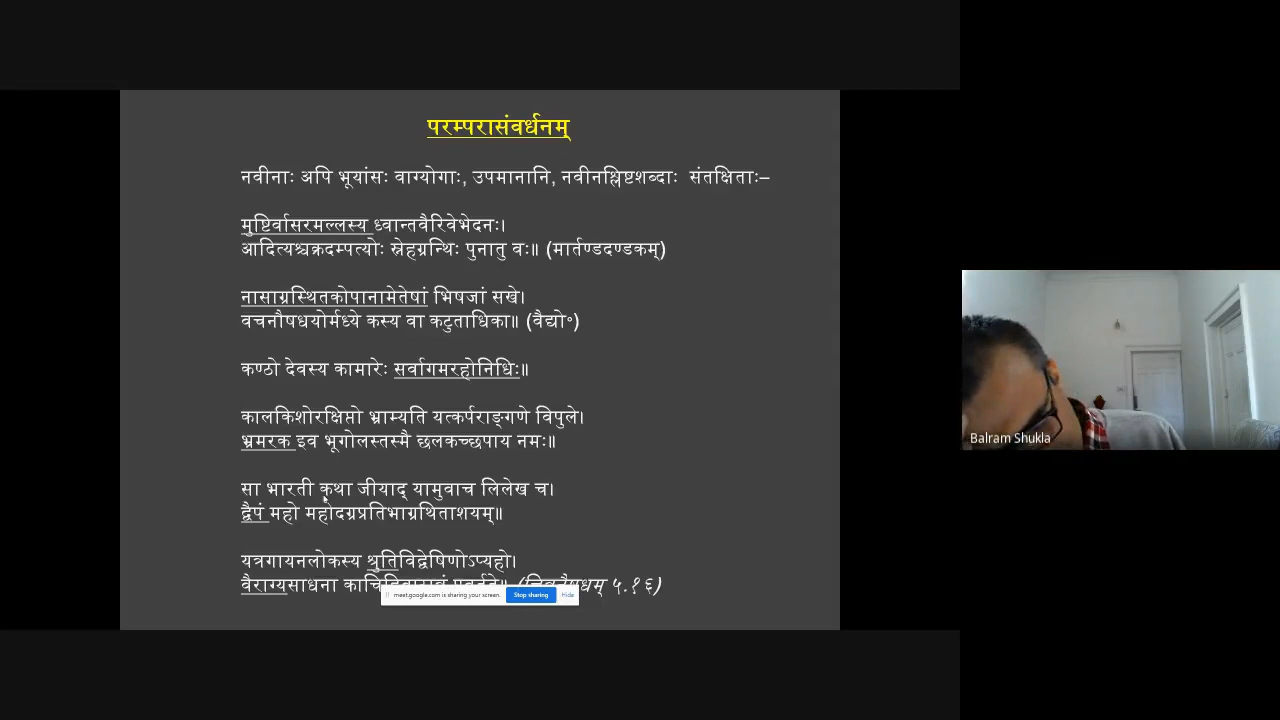 परम्परासंवर्धनम्
नवीनाः अपि भूयांसः वाग्योगाः, उपमानानि, नवीनश्लिष्टशब्दाः संतक्षिताः–
मुष्टिर्वासरमल्लस्य ध्वान्तवैरिवेभेदनः।
आदित्यश्चक्रदम्पत्योः स्नेहग्रन्थिः पुनातु वः॥ (मार्तण्डदण्डकम्)
नासाग्रस्थितकोपानामेतेषां भिषजां सखे।
वचनौषधयोर्मध्ये कस्य वा कटुताधिका॥ (वैद्यो॰)
कण्ठो देवस्य कामारेः सर्वागमरहोनिधिः॥
कालकिशोरक्षिप्तो भ्राम्यति यत्कर्पराङ्गणे विपुले।
भ्रमरक इव भूगोलस्तस्मै छलकच्छपाय नमः॥
सा भारती कथा जीयाद् यामुवाच लिलेख च।
द्वैपं महो महोदग्रप्रतिभाग्रथिताशयम्॥
यत्रगायनलोकस्य श्रुतिविद्वेषिणोऽप्यहो।
वैराग्यसाधना ५.१६)
meet.google.com is sharing your screen. Stop sharing Hide
Balram Shukla